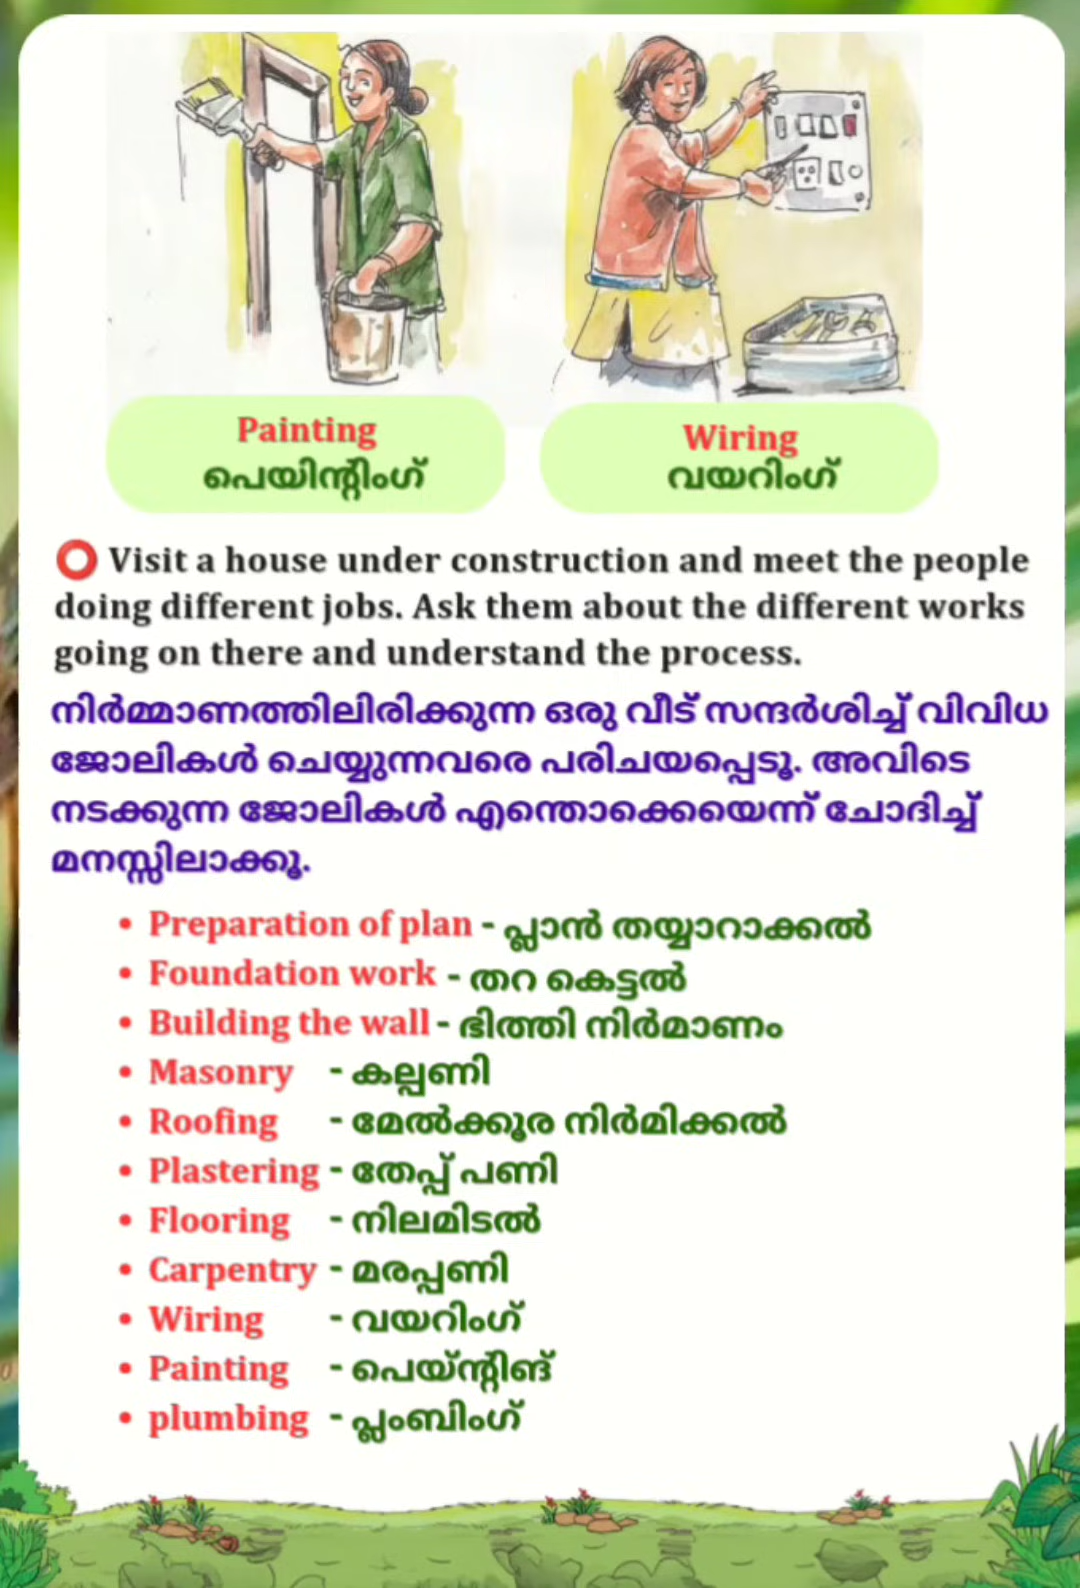 Painting
പെയിന്റിംഗ്
Wiring
വയറിംഗ്
⭕ Visit a house under construction and meet the people
doing different jobs. Ask them about the different works
going on there and understand the process.
നിർമ്മാണത്തിലിരിക്കുന്ന ഒരു വീട് സന്ദർശിച്ച് വിവിധ
ജോലികൾ ചെയ്യുന്നവരെ പരിചയപ്പെടൂ. അവിടെ
നടക്കുന്ന ജോലികൾ എന്തൊക്കെയെന്ന് ചോദിച്ച്
മനസ്സിലാക്കൂ.
• Preparation of plan - പ്ലാൻ തയ്യാറാക്കൽ
• Foundation work - തറ കെട്ടൽ
• Building the wall - ഭിത്തി നിർമാണം
• Masonry - കല്പണി
• Roofing - മേൽക്കൂര നിർമിക്കൽ
• Plastering - തേപ്പ് പണി
• Flooring - നിലമിടൽ
• Carpentry - മരപ്പണി
• Wiring - വയറിംഗ്
• Painting - പെയ്ന്റിങ്
• plumbing - പ്ലംബിംഗ്